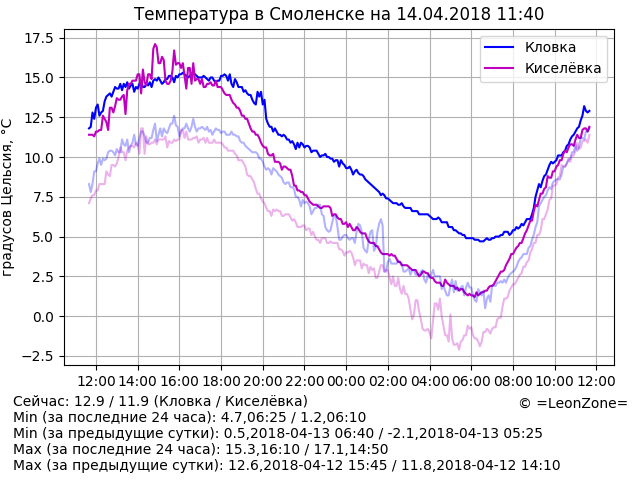 Температура в Смоленске на 14.04.2018 11:40
градусов Цельсия, °C
17.5
15.0
12.5
10.0
7.5
5.0
2.5
0.0
−2.5
Кловка
Киселёвка
12:00 14:00 16:00 18:00 20:00 22:00 00:00 02:00 04:00 06:00 08:00 10:00 12:00
Сейчас: 12.9 / 11.9 (Кловка / Киселёвка)
© =LeonZone=
Min (за последние 24 часа): 4.7,06:25 / 1.2,06:10
Min (за предыдущие сутки): 0.5,2018-04-13 06:40 / -2.1,2018-04-13 05:25
Max (за последние 24 часа): 15.3,16:10 / 17.1,14:50
Max (за предыдущие сутки): 12.6,2018-04-12 15:45 / 11.8,2018-04-12 14:10